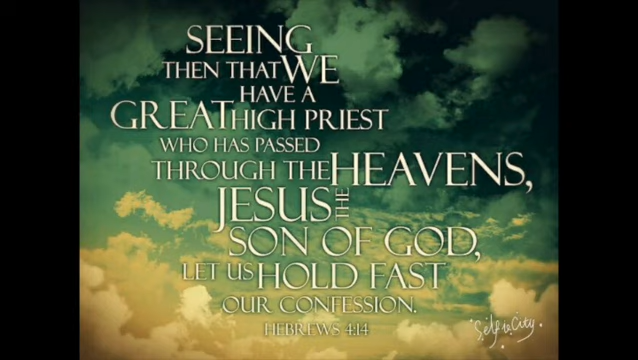 SEEING
THEN THAT WE
HAVE A
GREAT HIGH PRIEST
WHO HAS PASSED
THROUGH THE HEAVENS,
JESUS THE
SON OF GOD,
LET US HOLD FAST
OUR CONFESSION.
HEBREWS 4:14